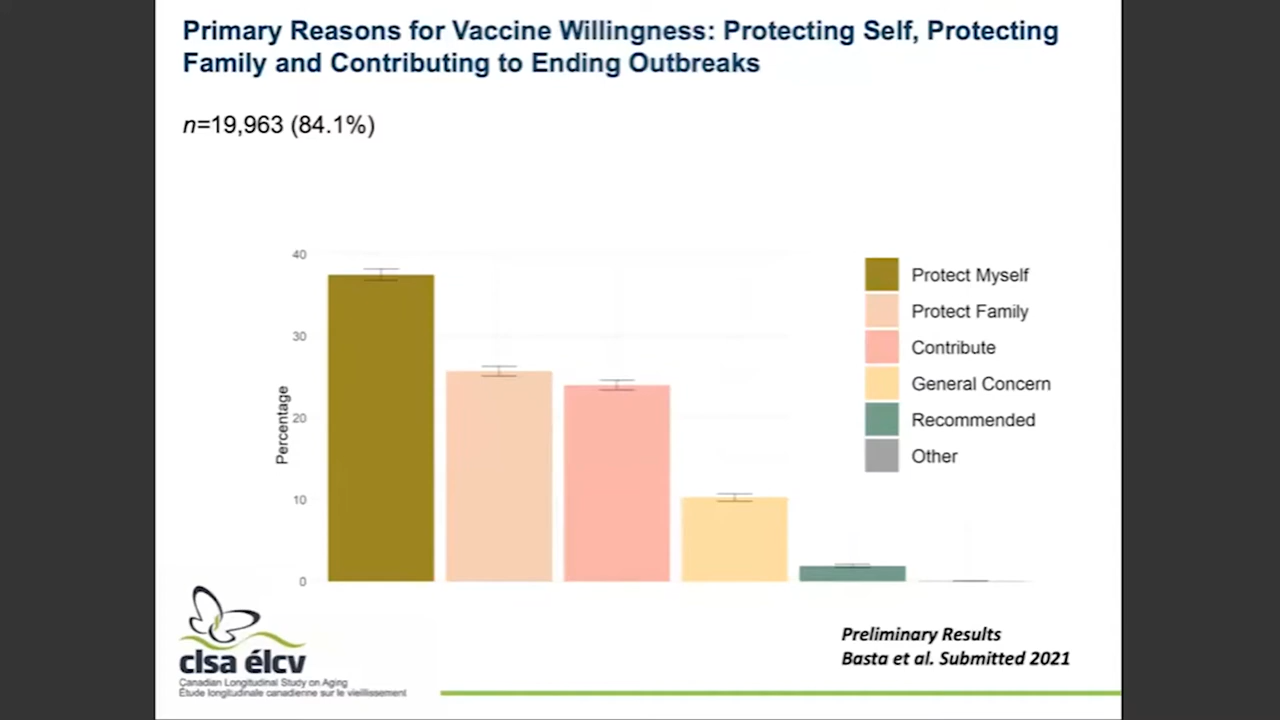 Primary Reasons for Vaccine Willingness: Protecting Self, Protecting
Family and Contributing to Ending Outbreaks
n=19,963 (84.1%)
40
30
20
10
0
Percentage
Protect Myself
Protect Family
Contribute
General Concern
Recommended
Other
clsa élcv
Canadian Longitudinal Study on Aging
Étude longitudinale canadienne sur le vieillissement
Preliminary Results
Basta et al. Submitted 2021